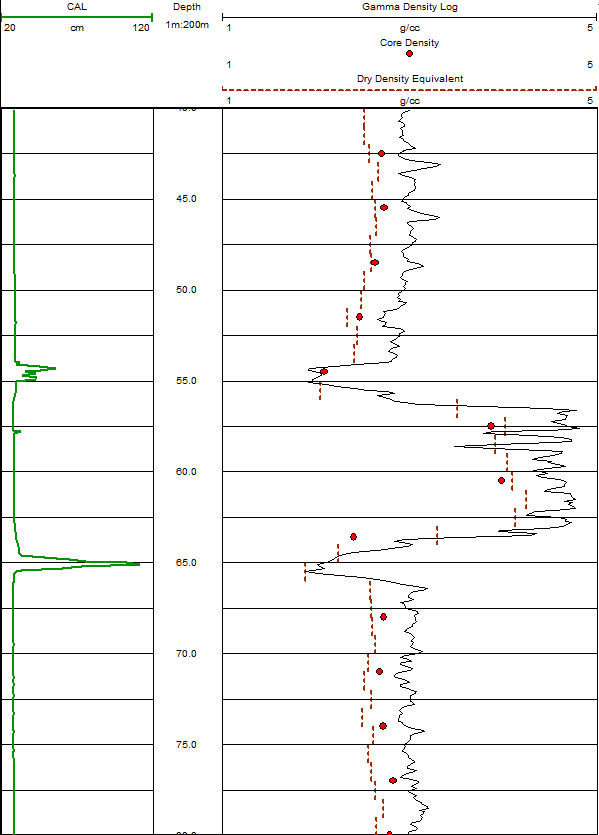 CAL Depth Gamma Density Log
20 cm 120 1m:200m 1 g/cc 5
Core Density
1 5
Dry Density Equivalent
1 g/cc 5
45.0
50.0
55.0
60.0
65.0
70.0
75.0